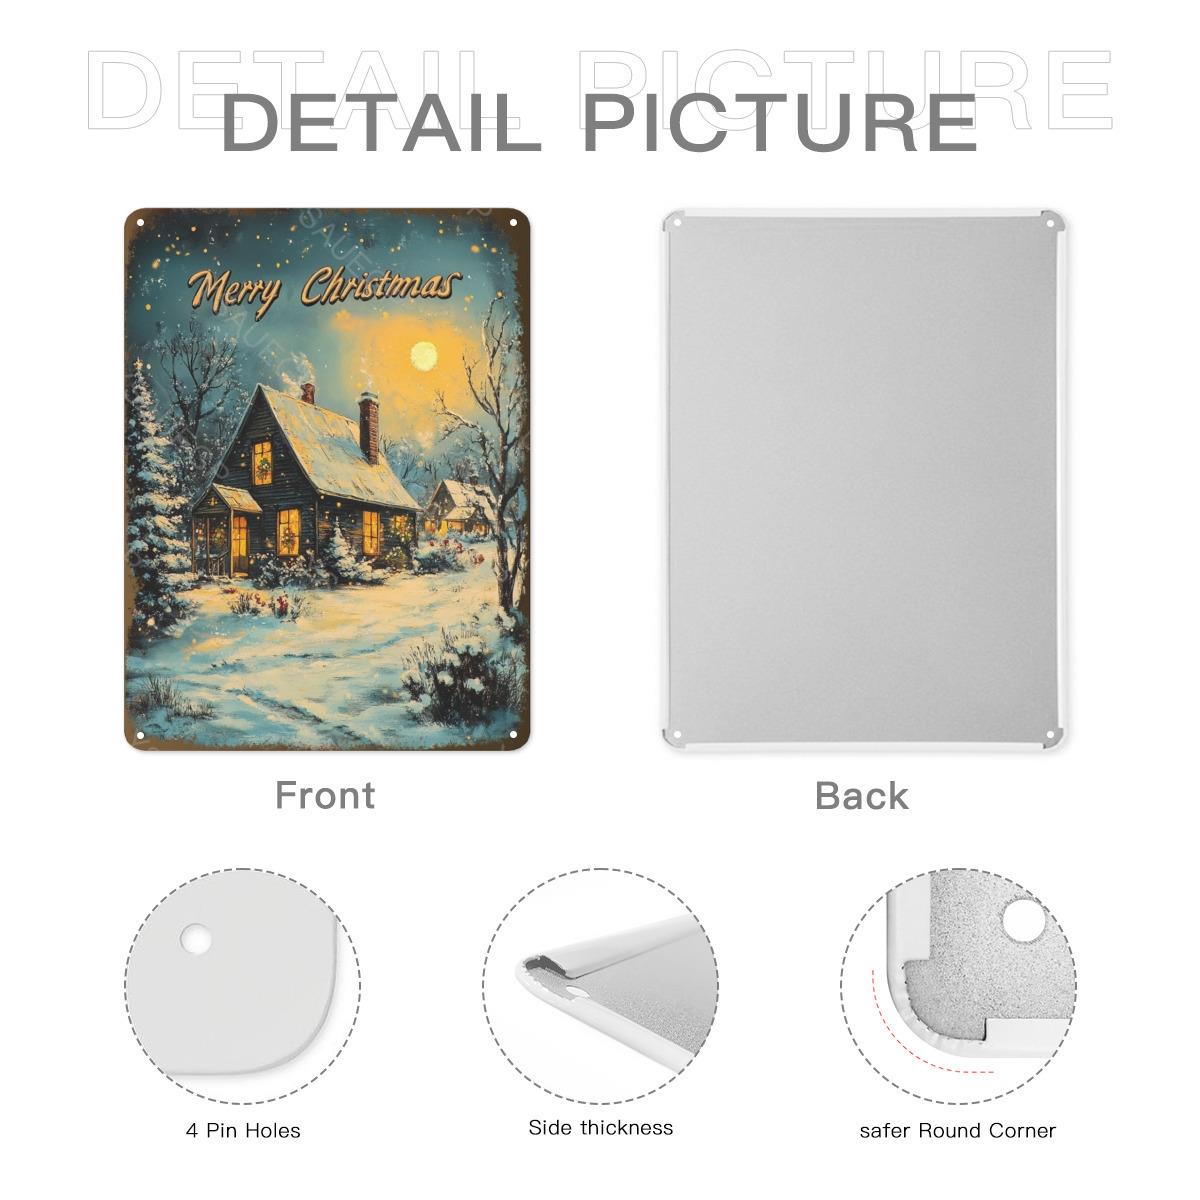 DETAIL PICTURE
DETAIL PICTURE
Merry Christmas
Front
Back
4 Pin Holes
Side thickness
safer Round Corner